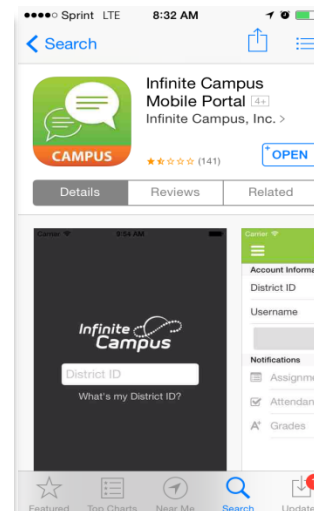 Sprint LTE 8:32 AM
Search
Infinite Campus
Mobile Portal 4+
Infinite Campus, Inc. >
CAMPUS
(141)
+ OPEN
Details Reviews Related
Carrier 9:56 AM
Infinite
Campus
District ID
What's my District ID?
Carrier
Account Informa
District ID
Username
Notifications
Assignme
Attendan
A+ Grades
Featured Top Charts Near Me Search Update